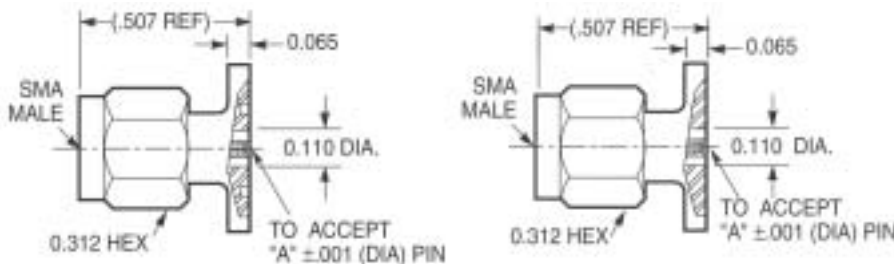 (.507 REF)
0.065
SMA
MALE
0.110 DIA.
0.312 HEX
TO ACCEPT
"A" ±.001 (DIA) PIN
(.507 REF)
0.065
SMA
MALE
0.110 DIA.
0.312 HEX
TO ACCEPT
"A" ±.001 (DIA) PIN